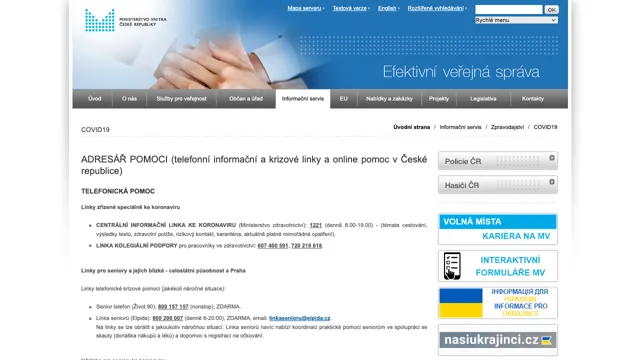 MINISTERSTVO VNITRA
ČESKÉ REPUBLIKY
Mapa serveru
Textová verze
English
Rozšířené vyhledávání
OK
Rychlé menu
Efektivní veřejná správa
Úvod
O nás
Služby pro veřejnost
Občan a úřad
Informační servis
EU
Nabídky a zakázky
Projekty
Legislativa
Kontakty
COVID19
Úvodní strana / Informační servis / Zpravodajství / COVID19
ADRESÁŘ POMOCI (telefonní informační a krizové linky a online pomoc v České
republice)
TELEFONICKÁ POMOC
Linky zřízené speciálně ke koronaviru
CENTRÁLNÍ INFORMAČNÍ LINKA KE KORONAVIRU (Ministerstvo zdravotnictví): 1221 (denně 8.00-19.00) - (témata cestování,
výsledky testů, zdravotní potíže, rizikový kontakt, karanténa, aktuálně platná mimořádná opatření).
LINKA KOLEGIÁLNÍ PODPORY pro pracovníky ve zdravotnictví: 607 400 591, 720 219 618.
Linky pro seniory a jejich blízké - celostátní působnost a Praha
Linky telefonické krizové pomoci (jakékoli náročné situace):
Senior telefon (Život 90): 800 157 157 (nonstop), ZDARMA.
Linka seniorů (Elpida): 800 200 007 (denně 8-20:00), ZDARMA, email: linkasenioru@elpida.cz.
Na linky se lze obrátit s jakoukoliv náročnou situací. Linka seniorů navíc nabízí koordinaci praktické pomoci seniorům ve spolupráci se
skauty (donáška nákupů a léků) a dopomoc s registrací na očkování.
Policie ČR
Hasiči ČR
VOLNÁ MÍSTA
KARIÉRA NA MV
INTERAKTIVNÍ
FORMULÁŘE MV
ІНФОРМАЦІЯ ДЛЯ
УКРАЇНЦІВ
INFORMACE PRO
UKRAJINCE
nasiukrajinci.cz